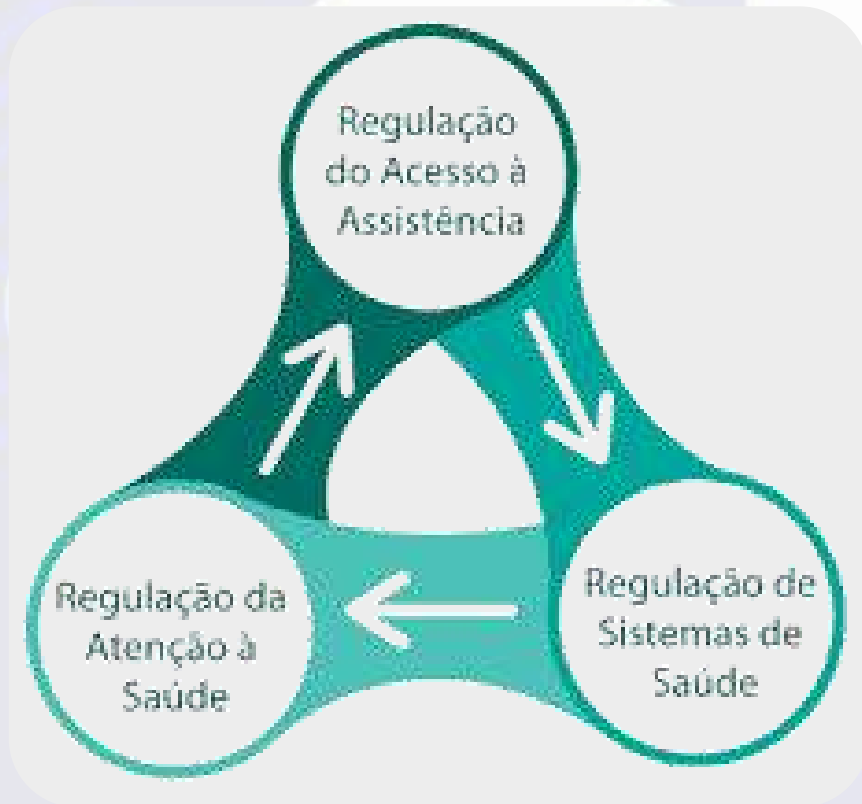 Regulação
do Acesso à
Assistência
Regulação da
Atenção à
Saúde
Regulação de
Sistemas de
Saúde